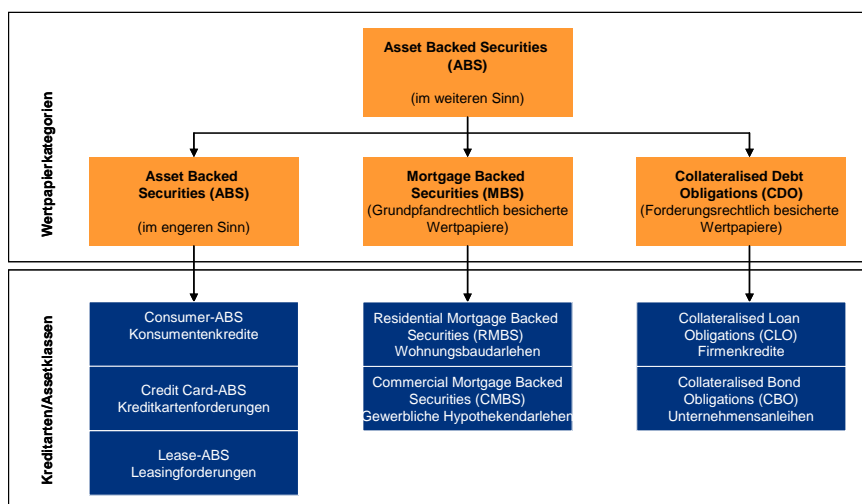 Wertpapierkategorien
Asset Backed Securities
(ABS)
(im weiteren Sinn)
Asset Backed
Securities (ABS)
(im engeren Sinn)
Mortgage Backed
Securities (MBS)
(Grundpfandrechtlich besicherte
Wertpapiere)
Collateralised Debt
Obligations (CDO)
(Forderungsrechtlich besicherte
Wertpapiere)
Kreditarten/Assetklassen
Consumer-ABS
Konsumentenkredite
Credit Card-ABS
Kreditkartenforderungen
Lease-ABS
Leasingforderungen
Residential Mortgage Backed
Securities (RMBS)
Wohnungsbaudarlehen
Commercial Mortgage Backed
Securities (CMBS)
Gewerbliche Hypothekendarlehen
Collateralised Loan
Obligations (CLO)
Firmenkredite
Collateralised Bond
Obligations (CBO)
Unternehmensanleihen